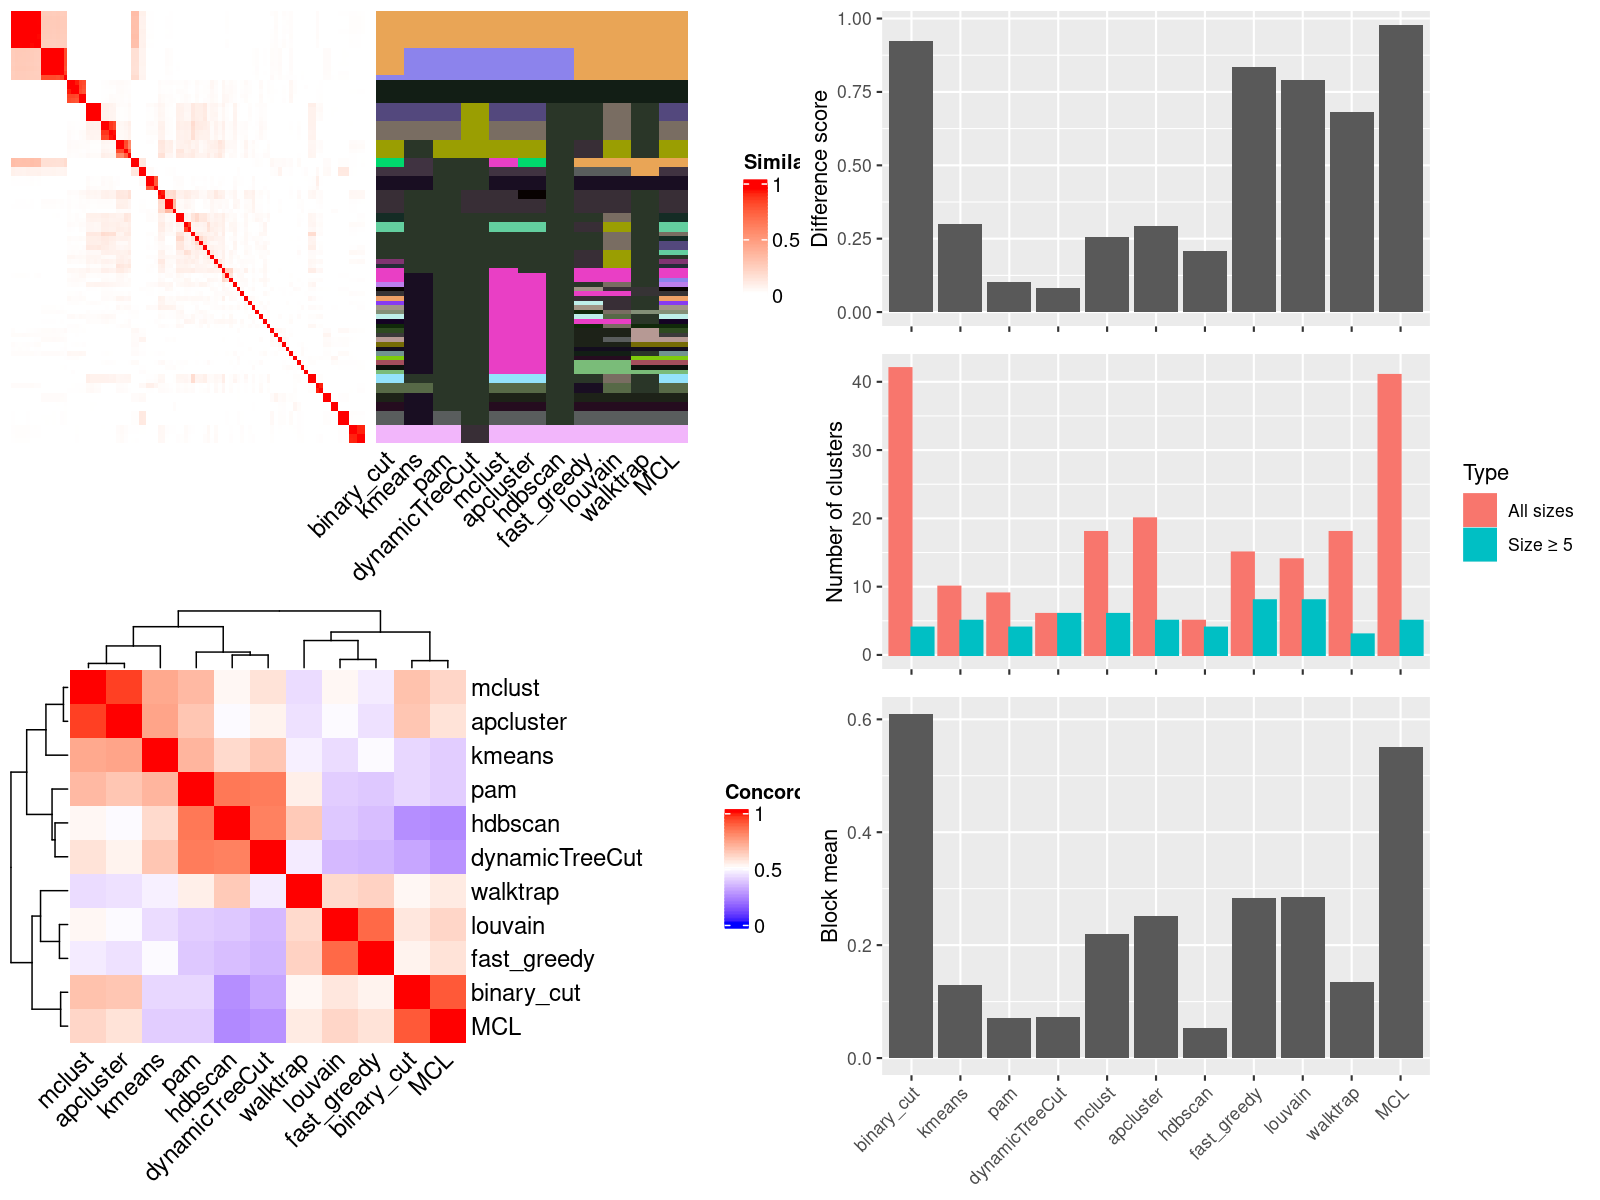 Simila
1
0.5
0
binary_cut
kmeans
pam
dynamicTreeCut
mclust
apcluster
hdbscan
fast_greedy
louvain
walktrap
MCL
mclust
apcluster
kmeans
pam
hdbscan
dynamicTreeCut
walktrap
louvain
fast_greedy
binary_cut
MCL
mclust
apcluster
kmeans
pam
hdbscan
dynamicTreeCut
walktrap
louvain
fast_greedy
binary_cut
MCL
Concord
1
0.5
0
Difference score
1.00
0.75
0.50
0.25
0.00
Number of clusters
40
30
20
10
0
Type
All sizes
Size ≥ 5
Block mean
0.6
0.4
0.2
0.0
binary_cut
kmeans
pam
dynamicTreeCut
mclust
apcluster
hdbscan
fast_greedy
louvain
walktrap
MCL